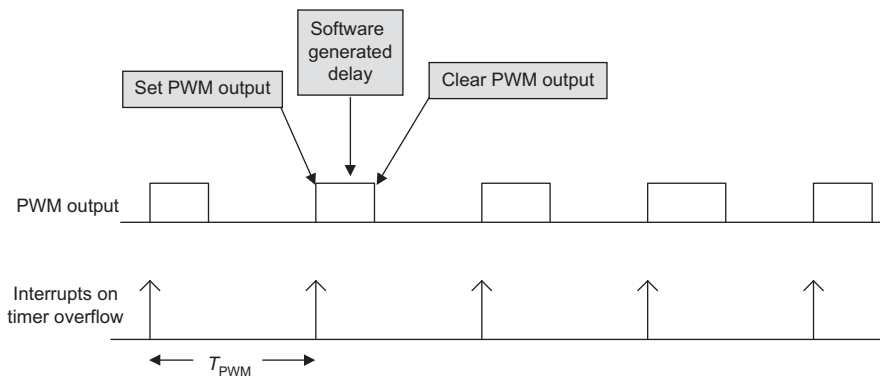 Software
generated
delay
Set PWM output
Clear PWM output
PWM output
Interrupts on
timer overflow
TPWM